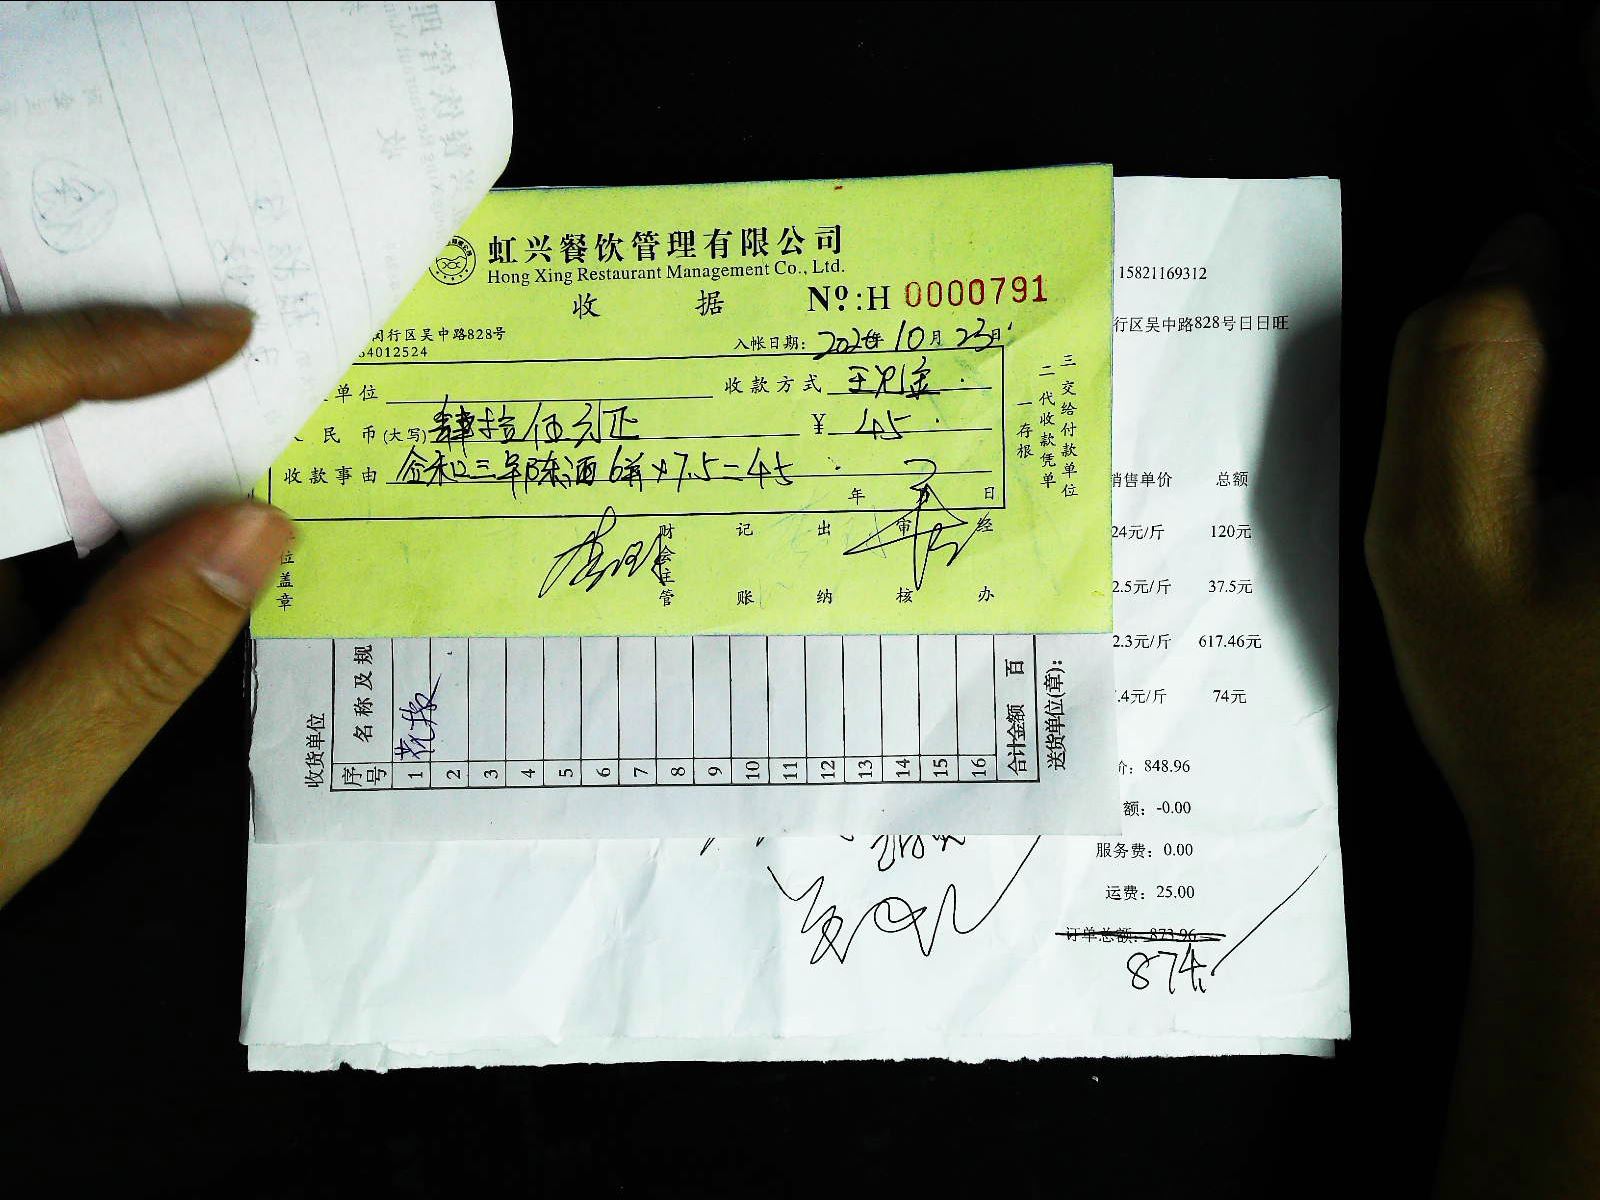 虹兴餐饮管理有限公司
Hong Xing Restaurant Management Co., Ltd.
收 据 №:H 0000791
闵行区吴中路828号
64012524
入帐日期: 2020年10月23日
单位 收款方式 现金
民币(大写) 肆拾伍元正 ¥ 45
收款事由 金和三年陈酒6瓶×7.5=45
年 月 日
位盖章
财会主管 记账 出纳 审核 经办
一存根
二代收款凭单
三交给付款单位
15821169312
行区吴中路828号日日旺
销售单价 总额
24元/斤 120元
2.5元/斤 37.5元
2.3元/斤 617.46元
.4元/斤 74元
价: 848.96
额: -0.00
服务费: 0.00
运费: 25.00
订单总额: 873.96
874
收货单位
序号 名称及规
1 花椒
2
3
4
5
6
7
8
9
10
11
12
13
14
15
16
合计金额 百
送货单位(章):